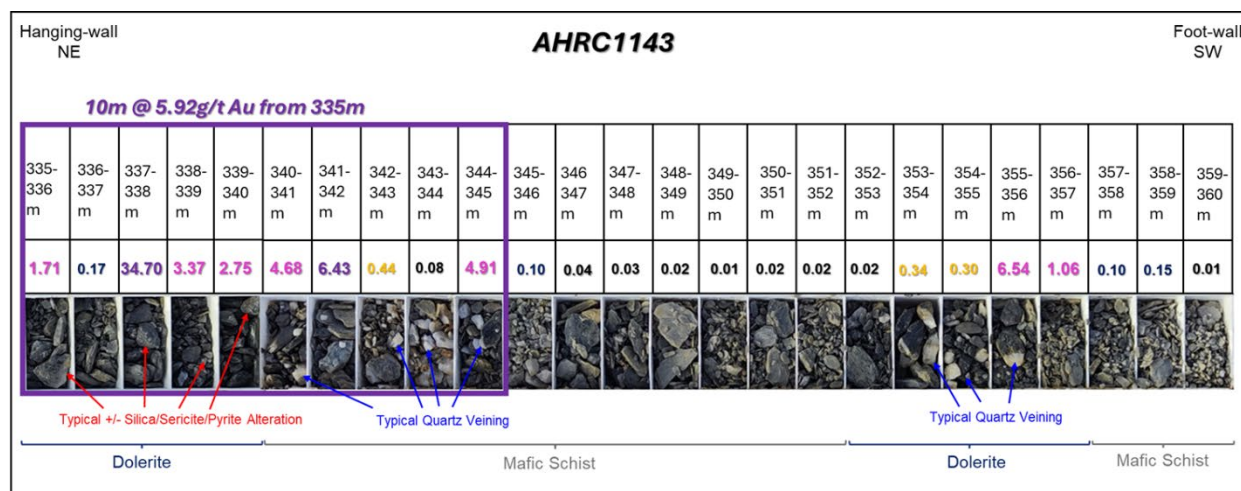 Hanging-wall
NE
AHRC1143
Foot-wall
SW
10m @ 5.92g/t Au from 335m
335-
336
m
336-
337
m
337-
338
m
338-
339
m
339-
340
m
340-
341
m
341-
342
m
342-
343
m
343-
344
m
344-
345
m
345-
346
m
346
347
m
347-
348
m
348-
349
m
349-
350
m
350-
351
m
351-
352
m
352-
353
m
353-
354
m
354-
355
m
355-
356
m
356-
357
m
357-
358
m
358-
359
m
359-
360
m
1.71 0.17 34.70 3.37 2.75 4.68 6.43 0.44 0.08 4.91 0.10 0.04 0.03 0.02 0.01 0.02 0.02 0.02 0.34 0.30 6.54 1.06 0.10 0.15 0.01
Typical +/- Silica/Sericite/Pyrite Alteration
Typical Quartz Veining
Typical Quartz Veining
Dolerite
Mafic Schist
Dolerite
Mafic Schist